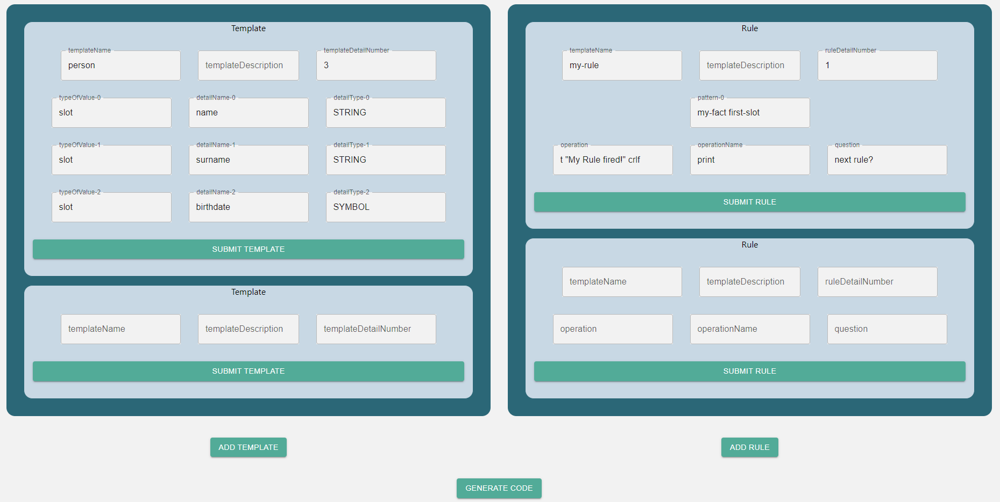 Template
templateName templateDescription templateDetailNumber
person 3
typeOfValue-0 detailName-0 detailType-0
slot name STRING
typeOfValue-1 detailName-1 detailType-1
slot surname STRING
typeOfValue-2 detailName-2 detailType-2
slot birthdate SYMBOL
SUBMIT TEMPLATE
Template
templateName templateDescription templateDetailNumber
SUBMIT TEMPLATE
ADD TEMPLATE
Rule
templateName templateDescription ruleDetailNumber
my-rule 1
pattern-0
my-fact first-slot
operation operationName question
t "My Rule fired!" crlf print next rule?
SUBMIT RULE
Rule
templateName templateDescription ruleDetailNumber
operation operationName question
SUBMIT RULE
ADD RULE
GENERATE CODE